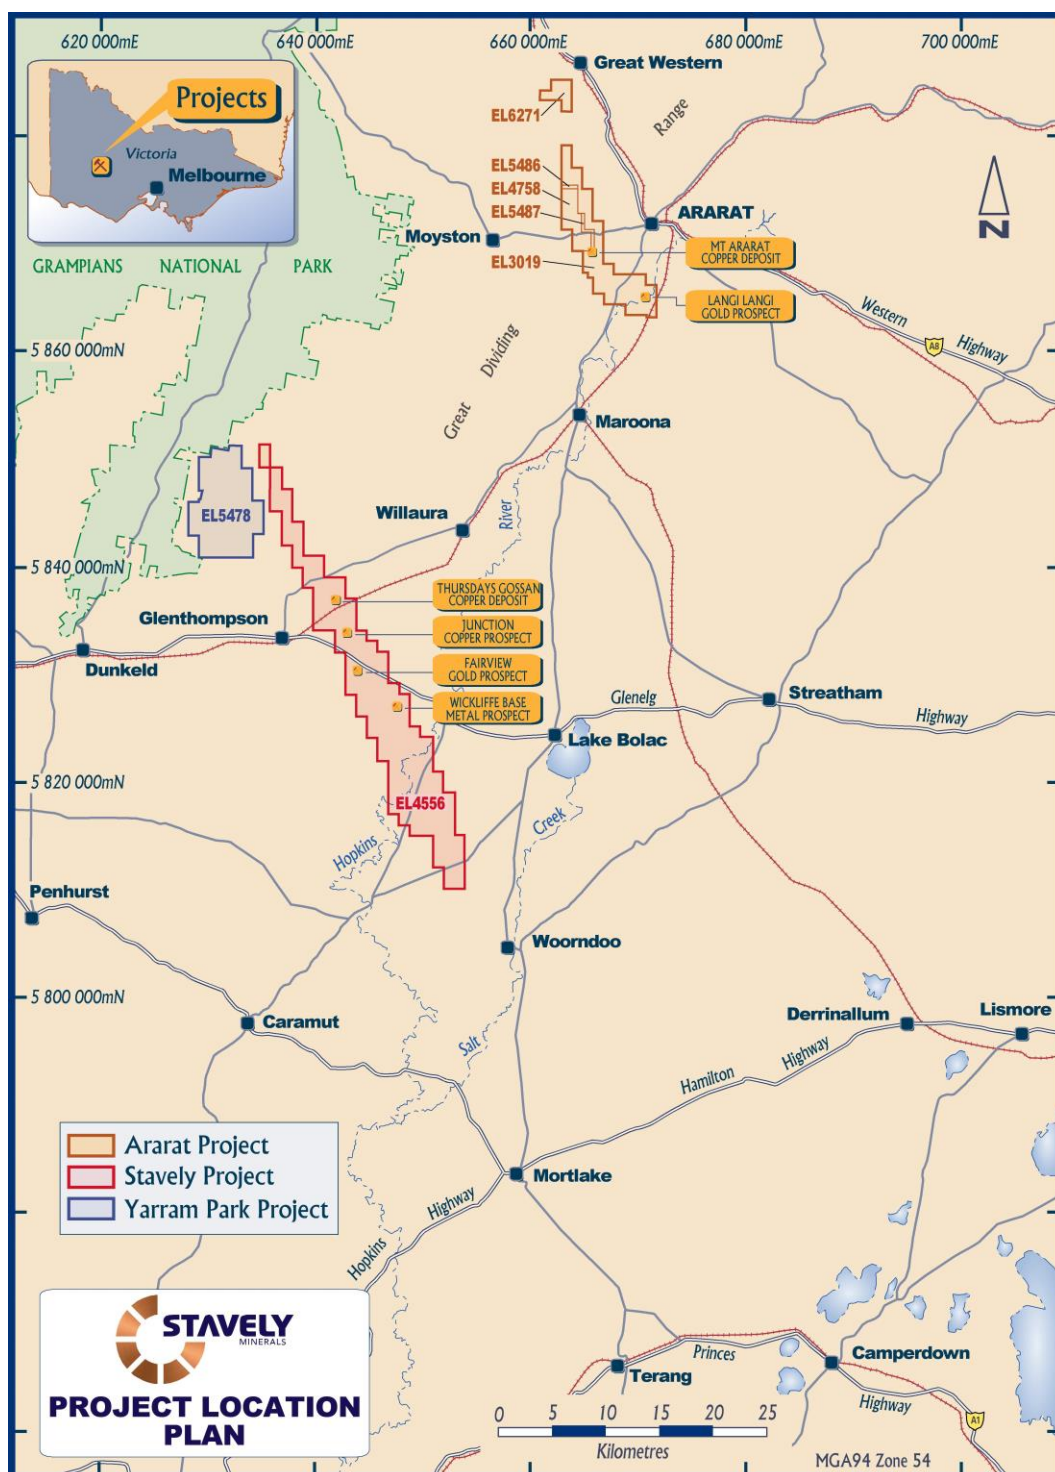 620 000mE
640 000mE
660 000mE
680 000mE
700 000mE
Projects
Victoria
Melbourne
Great Western
EL6271
Range
EL5486
EL4758
EL5487
EL3019
Moyston
ARARAT
N
MT ARARAT
COPPER DEPOSIT
LANGI LANGI
GOLD PROSPECT
GRAMPIANS NATIONAL PARK
Western
Highway
A8
5 860 000mN
Great
Dividing
Maroona
EL5478
Willaura
River
5 840 000mN
THURSDAYS GOSSAN
COPPER DEPOSIT
JUNCTION
COPPER PROSPECT
FAIRVIEW
GOLD PROSPECT
WICKLIFFE BASE
METAL PROSPECT
Glenthompson
Dunkeld
Glenelg
Streatham
Highway
Lake Bolac
5 820 000mN
EL4556
Hopkins
Creek
Penhurst
Woorndoo
5 800 000mN
Caramut
Derrinallum
Lismore
Salt
Hamilton
Highway
Ararat Project
Stavely Project
Yarram Park Project
Mortlake
Hopkins
Highway
STAVELY
MINERALS
PROJECT LOCATION
PLAN
Terang
Princes
Camperdown
Highway
A1
0 5 10 15 20 25
Kilometres
MGA94 Zone 54